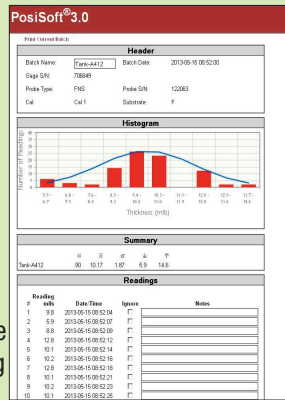 PosiSoft®3.0
Print Current Batch
Header
Batch Name: Tank-A412 Batch Date: 2013-05-15 08:52:00
Gage S/N: 706849
Probe Type: FNS Probe S/N: 122063
Cal: Cal 1 Substrate: F
Histogram
Number of Readings
Thickness (mils)
Summary
Tank-A412 90 10.17 1.87 5.9 14.6
Readings
# Reading mils Date/Time Ignore Notes
1 9.8 2013-05-15 08:52:04
2 5.9 2013-05-15 08:52:07
3 8.8 2013-05-15 08:52:09
4 12.8 2013-05-15 08:52:12
5 10.1 2013-05-15 08:52:14
6 10.2 2013-05-15 08:52:16
7 12.8 2013-05-15 08:52:18
8 10.1 2013-05-15 08:52:21
9 10.2 2013-05-15 08:52:23
10 10.1 2013-05-15 08:52:25